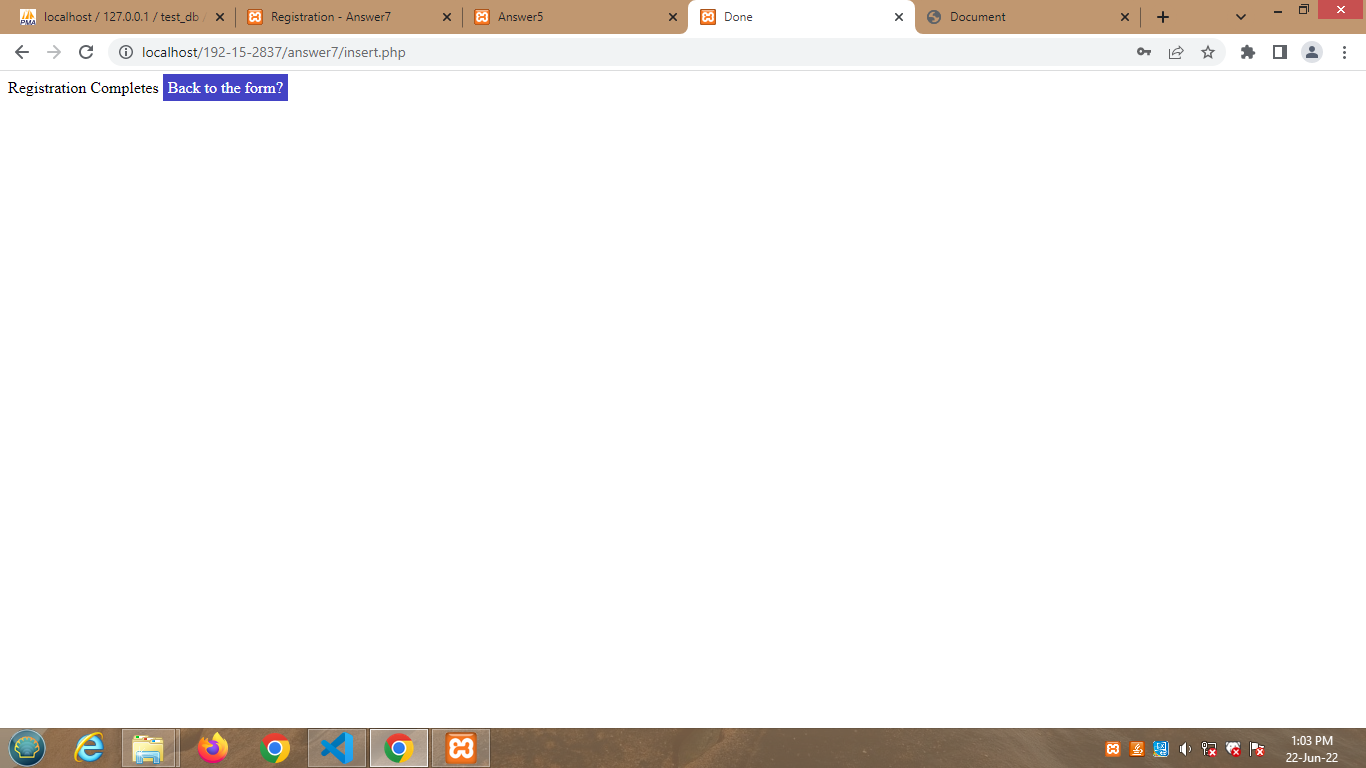 localhost / 127.0.0.1 / test_db
Registration - Answer7
Answer5
Done
Document
localhost/192-15-2837/answer7/insert.php
Registration Completes Back to the form?
PMA
1:03 PM
22-Jun-22